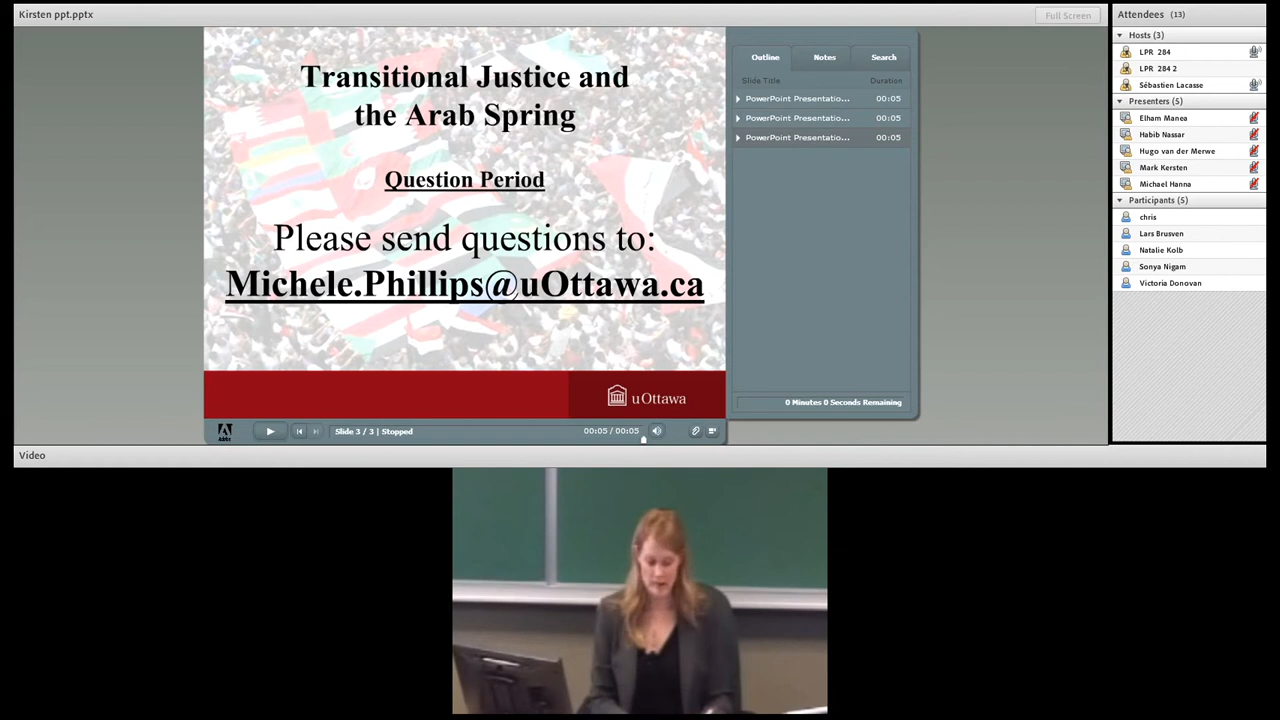 Kirsten ppt.pptx
Full Screen
Transitional Justice and
the Arab Spring
Question Period
Please send questions to:
Michele.Phillips@uOttawa.ca
uOttawa
Adobe
Slide 3 / 3 | Stopped
00:05 / 00:05
Outline
Notes
Search
Slide Title
Duration
PowerPoint Presentatio... 00:05
PowerPoint Presentatio... 00:05
PowerPoint Presentatio... 00:05
0 Minutes 0 Seconds Remaining
Attendees (13)
Hosts (3)
LPR 284
LPR 284 2
Sébastien Lacasse
Presenters (5)
Elham Manea
Habib Nassar
Hugo van der Merwe
Mark Kersten
Michael Hanna
Participants (5)
chris
Lars Brusven
Natalie Kolb
Sonya Nigam
Victoria Donovan
Video